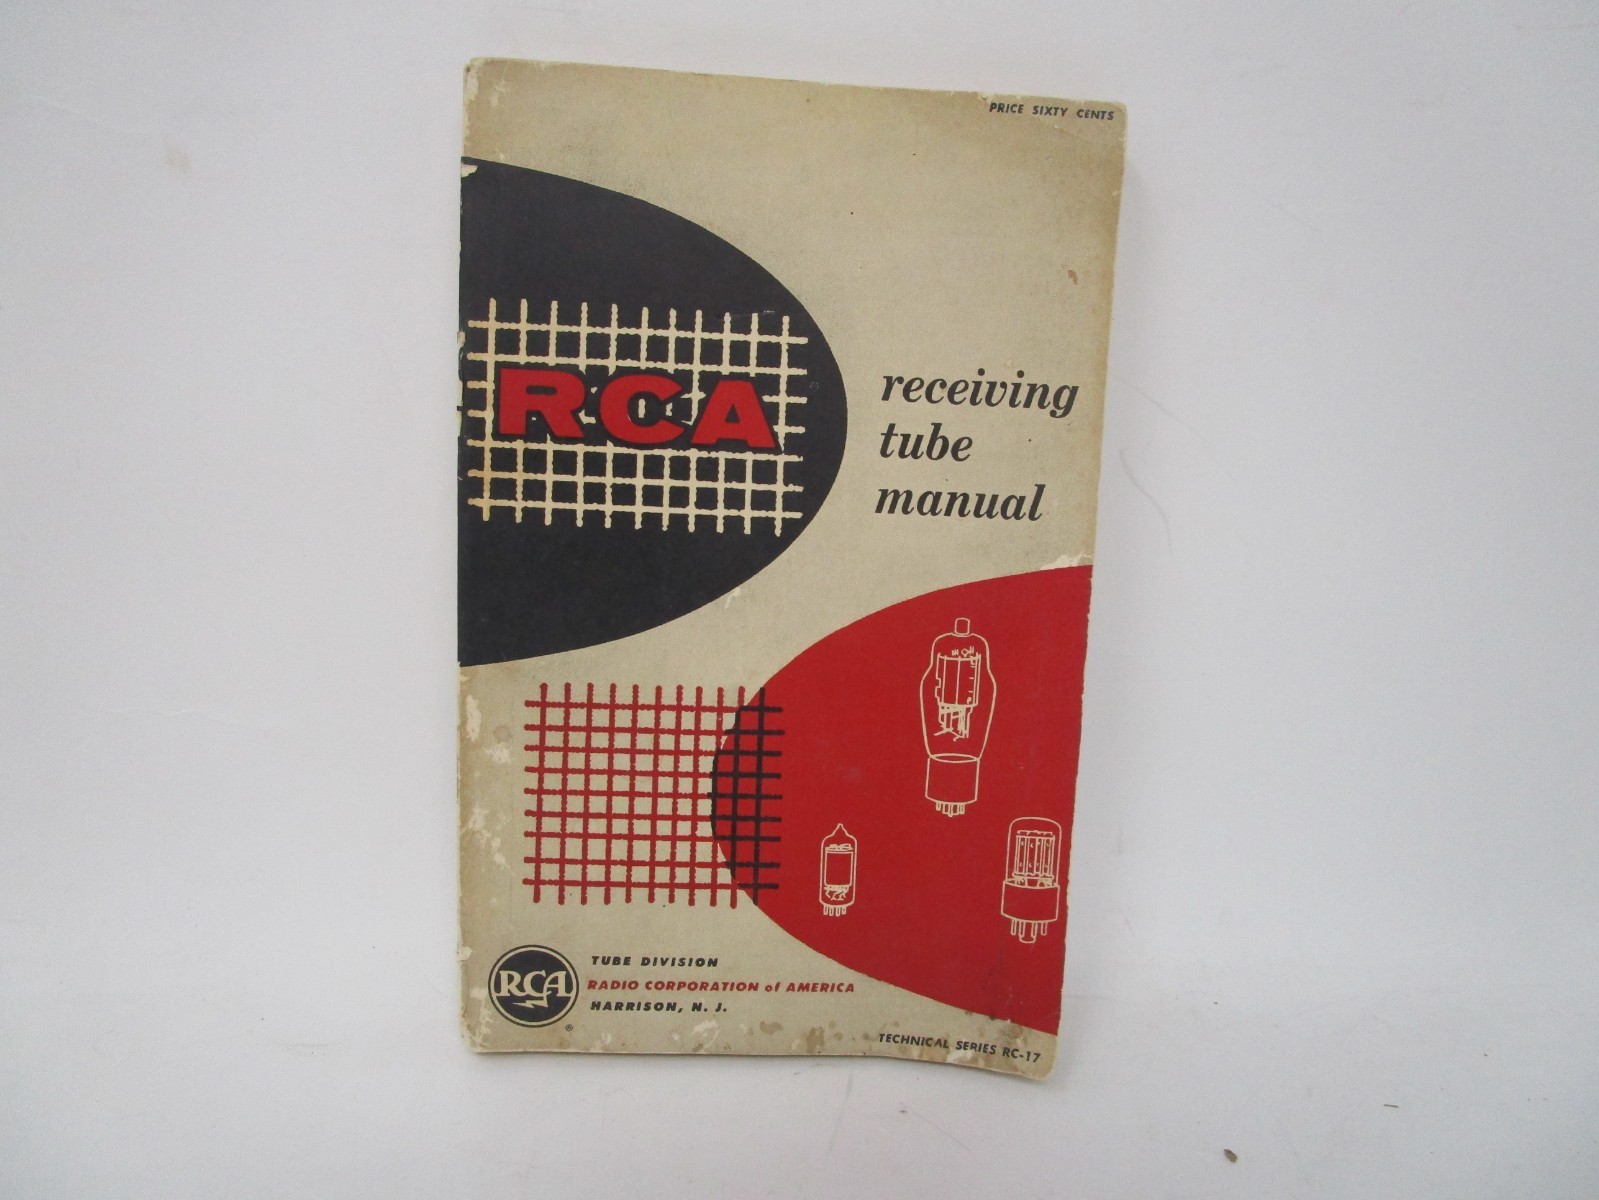 PRICE SIXTY CENTS
RCA
receiving
tube
manual
RCA
®
TUBE DIVISION
RADIO CORPORATION of AMERICA
HARRISON, N. J.
TECHNICAL SERIES RC-17